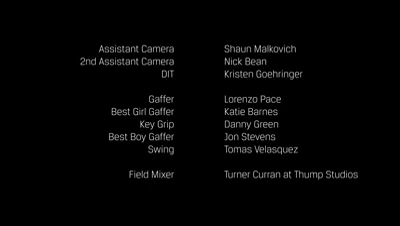 Assistant Camera Shaun Malkovich
2nd Assistant Camera Nick Bean
DIT Kristen Goehringer
Gaffer Lorenzo Pace
Best Girl Gaffer Katie Barnes
Key Grip Danny Green
Best Boy Gaffer Jon Stevens
Swing Tomas Velasquez
Field Mixer Turner Curran at Thump Studios